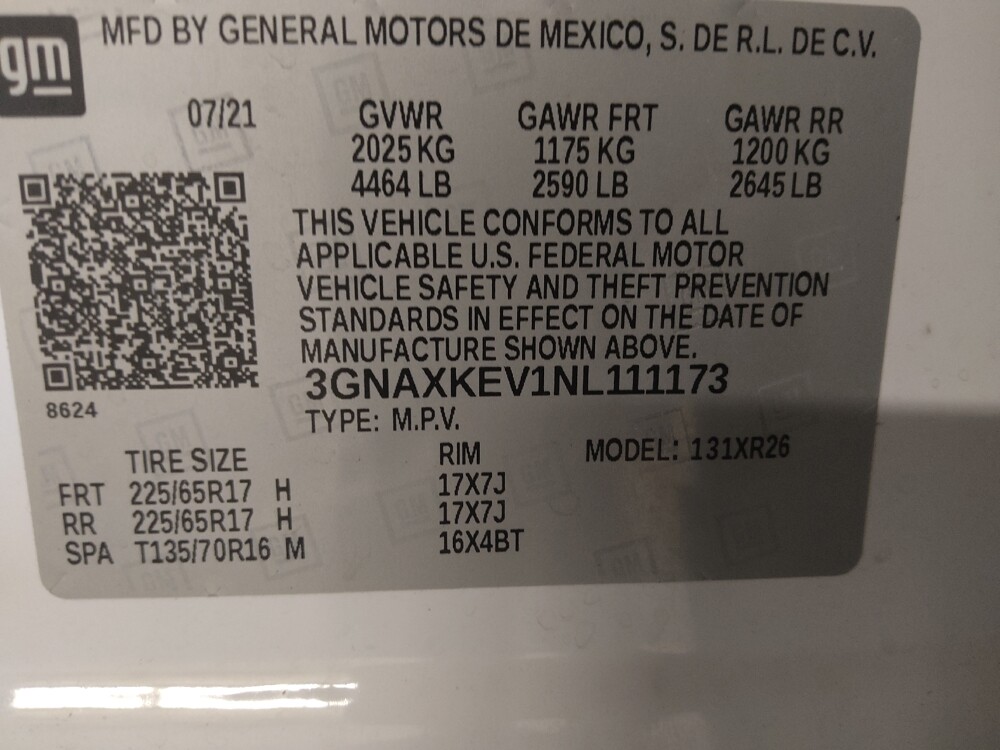 gm
MFD BY GENERAL MOTORS DE MEXICO, S. DE R.L. DE C.V.
07/21 GVWR GAWR FRT GAWR RR
2025 KG 1175 KG 1200 KG
4464 LB 2590 LB 2645 LB
THIS VEHICLE CONFORMS TO ALL
APPLICABLE U.S. FEDERAL MOTOR
VEHICLE SAFETY AND THEFT PREVENTION
STANDARDS IN EFFECT ON THE DATE OF
MANUFACTURE SHOWN ABOVE.
3GNAXKEV1NL111173
8624
TYPE: M.P.V.
TIRE SIZE RIM MODEL: 131XR26
FRT 225/65R17 H 17X7J
RR 225/65R17 H 17X7J
SPA T135/70R16 M 16X4BT